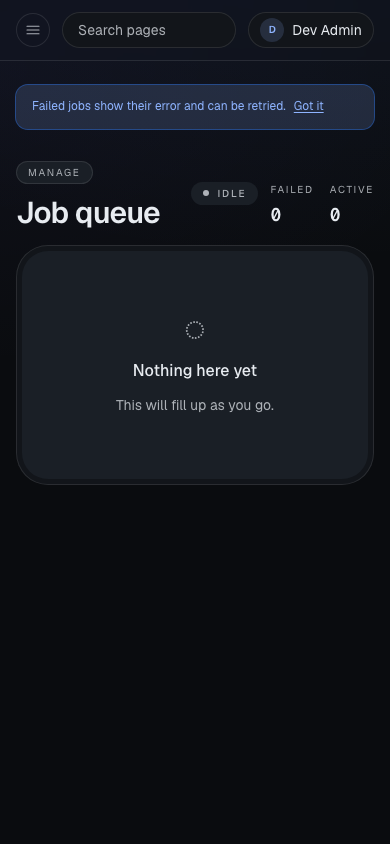 Search pages
D
Dev Admin
Failed jobs show their error and can be retried. Got it
MANAGE
Job queue
IDLE
FAILED
0
ACTIVE
0
Nothing here yet
This will fill up as you go.